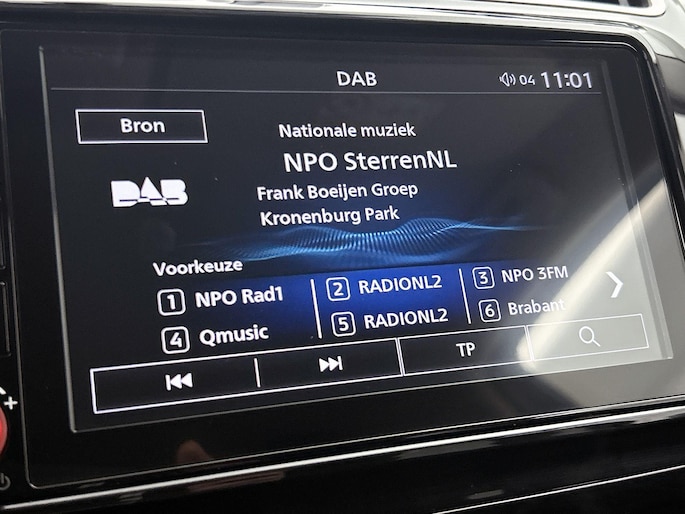 DAB
04 11:01
Bron
Nationale muziek
NPO SterrenNL
DAB
Frank Boeijen Groep
Kronenburg Park
Voorkeuze
1 NPO Rad1
2 RADIONL2
3 NPO 3FM
4 Qmusic
5 RADIONL2
6 Brabant
TP